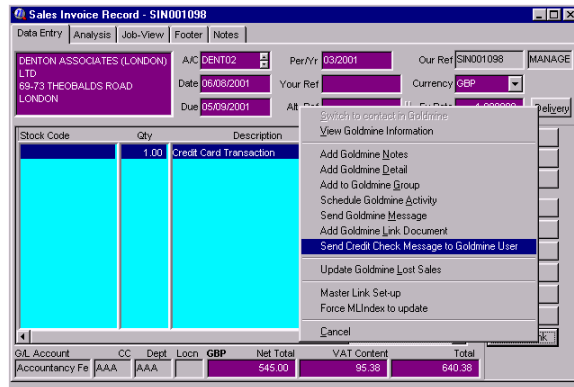 Sales Invoice Record - SIN001098
Data Entry Analysis Job-View Footer Notes
DENTON ASSOCIATES (LONDON) LTD
69-73 THEOBALDS ROAD
LONDON
A/C DENT02 Per/Yr 03/2001 Our Ref SIN001098 MANAGE
Date 06/08/2001 Your Ref Currency GBP
Due 05/09/2001 Alt Ref Delivery
Stock Code Qty Description
1.00 Credit Card Transaction
Switch to contact in Goldmine
View Goldmine Information
Add Goldmine Notes
Add Goldmine Detail
Add to Goldmine Group
Schedule Goldmine Activity
Send Goldmine Message
Add Goldmine Link Document
Send Credit Check Message to Goldmine User
Update Goldmine Lost Sales
Master Link Set-up
Force MLIndex to update
Cancel
G/L Account CC Dept Locn GBP Net Total VAT Content Total
Accountancy Fe AAA AAA 545.00 95.38 640.38